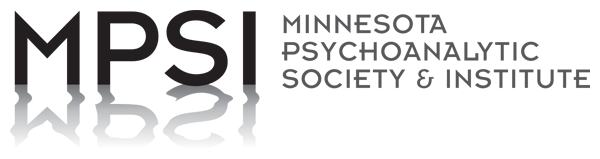 MPSI
MINNESOTA
PSYCHOANALYTIC
SOCIETY & INSTITUTE